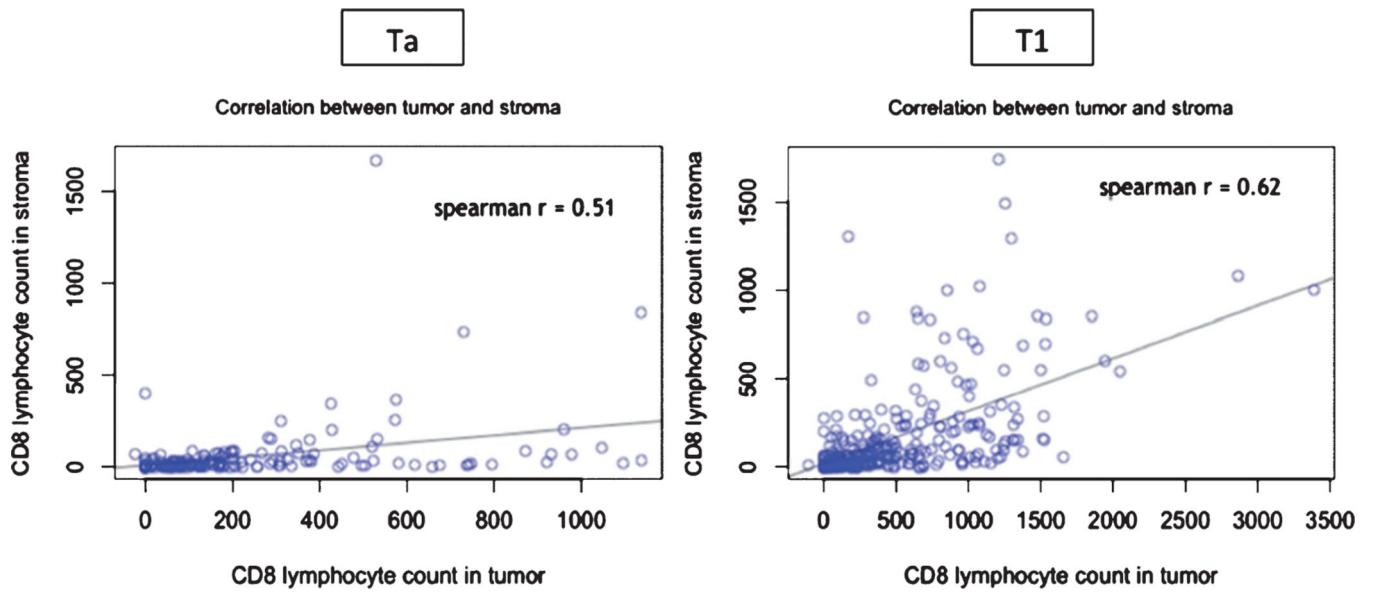 Ta
Correlation between tumor and stroma
CD8 lymphocyte count in stroma
1500
1000
500
0
spearman r = 0.51
0 200 400 600 800 1000
CD8 lymphocyte count in tumor
T1
Correlation between tumor and stroma
CD8 lymphocyte count in stroma
1500
1000
500
0
spearman r = 0.62
0 500 1000 1500 2000 2500 3000 3500
CD8 lymphocyte count in tumor